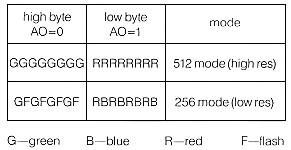 high byte low byte mode
AO=0 AO=1
GGGGGGGG RRRRRRRR 512 mode (high res)
GFGFGFGF RBRBRBRB 256 mode (low res)
G—green B—blue R—red F—flash